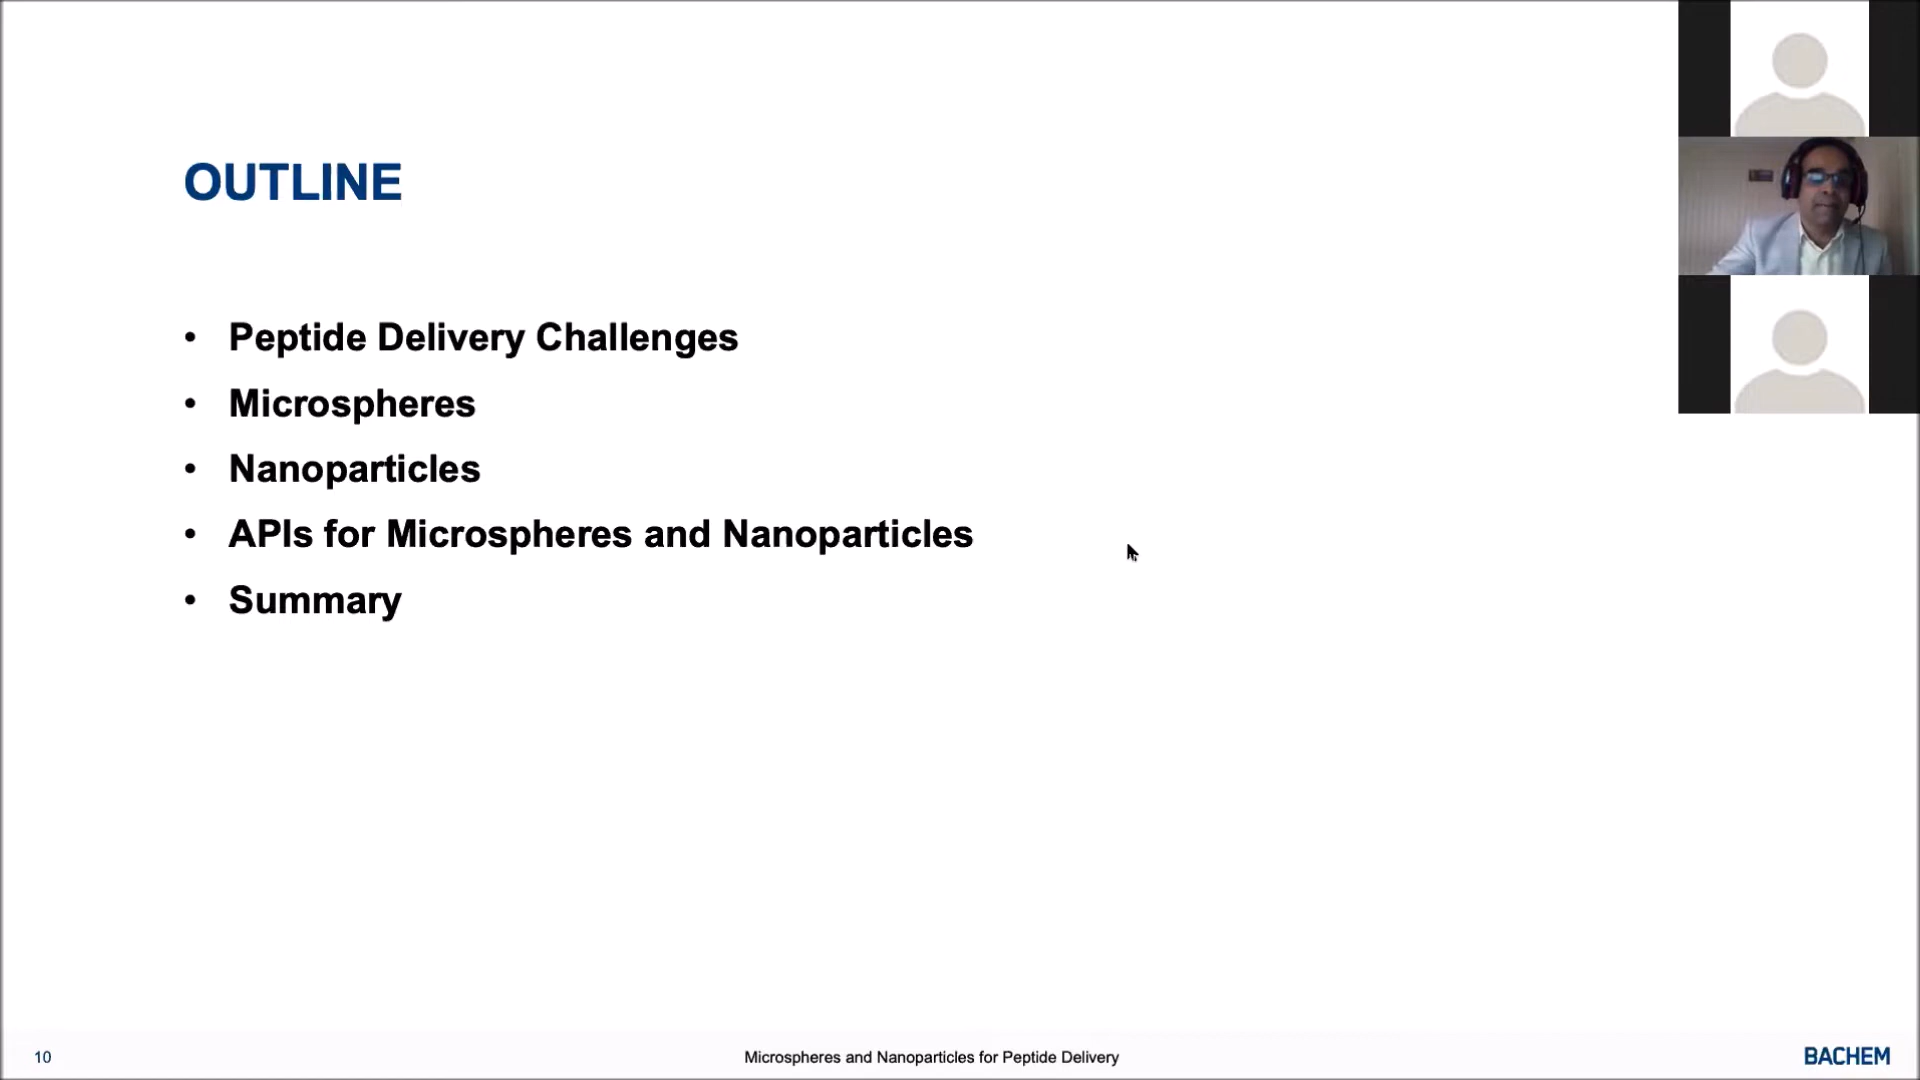 OUTLINE
• Peptide Delivery Challenges
• Microspheres
• Nanoparticles
• APIs for Microspheres and Nanoparticles
• Summary
10
Microspheres and Nanoparticles for Peptide Delivery
BACHEM